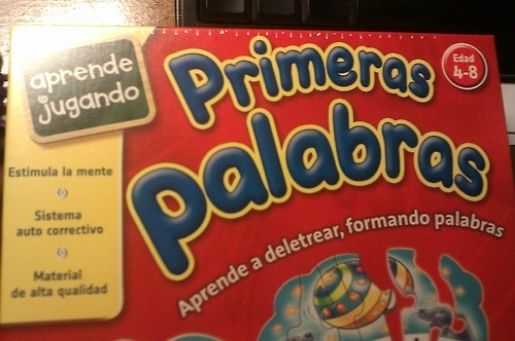 aprende
jugando
Primeras
palabras
Edad
4-8
Estimula la mente
Sistema
auto correctivo
Material
de alta qualidad
Aprende a deletrear, formando palabras